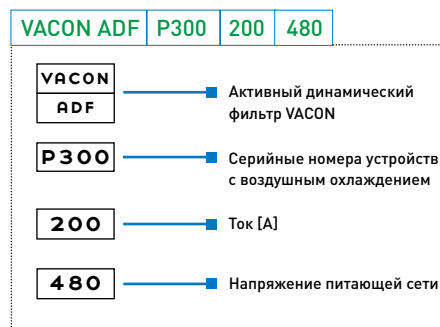 VACON ADF P300 200 480
VACON
ADF
Активный динамический
фильтр VACON
P300
Серийные номера устройств
с воздушным охлаждением
200
Ток [A]
480
Напряжение питающей сети